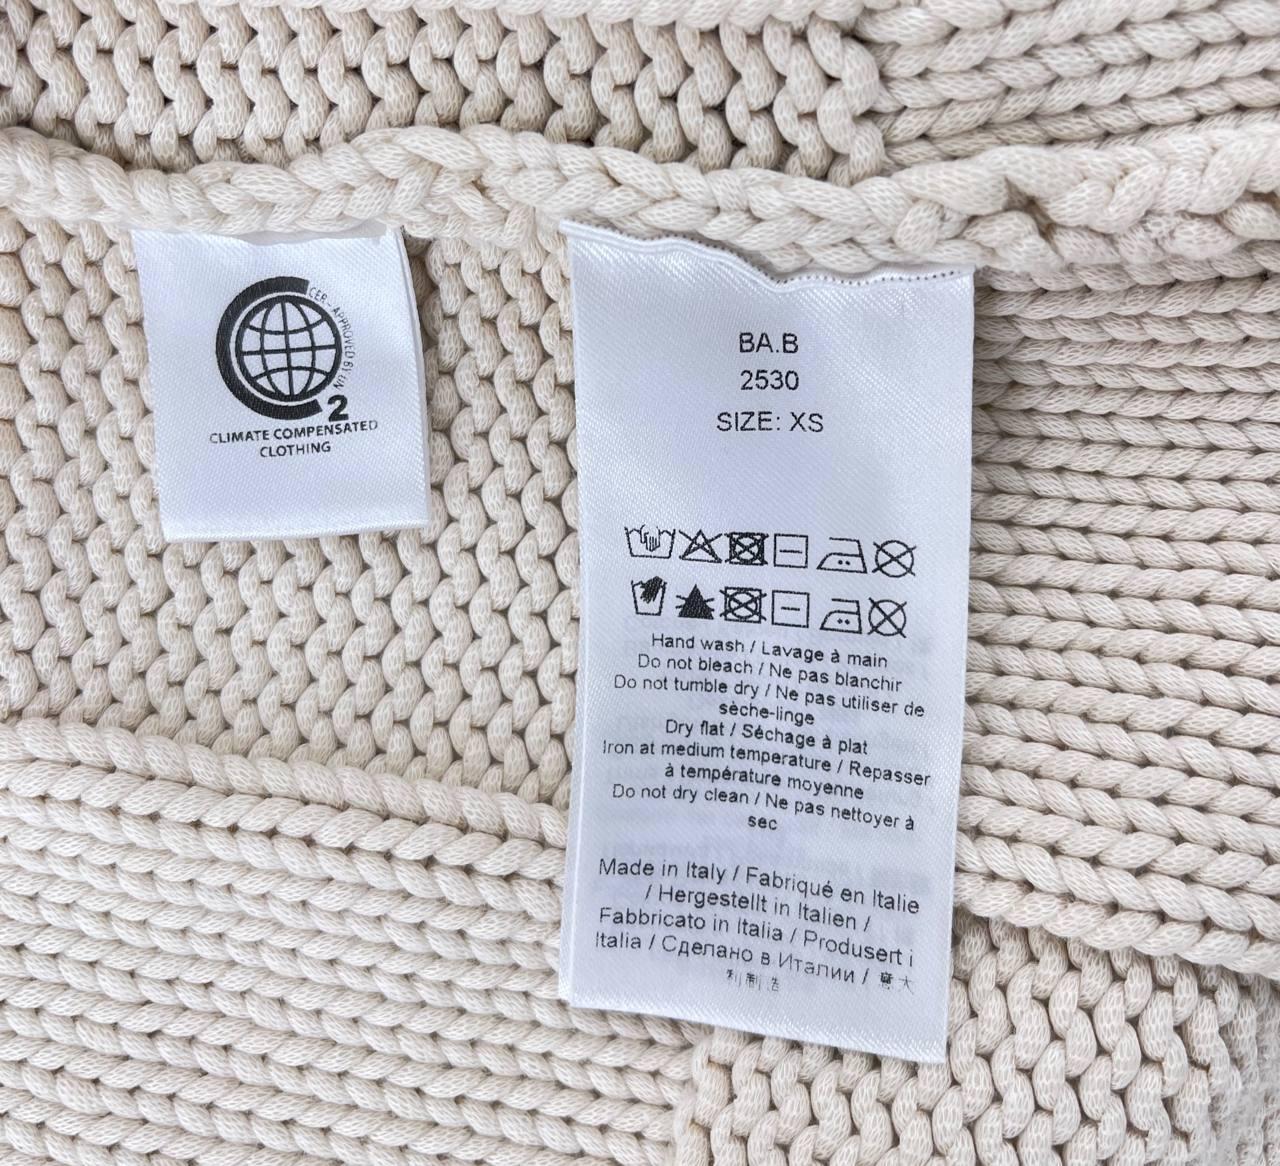 CER - APPROVED BY UN
2
CLIMATE COMPENSATED
CLOTHING
BA.B
2530
SIZE: XS
Hand wash / Lavage à main
Do not bleach / Ne pas blanchir
Do not tumble dry / Ne pas utiliser de
sèche-linge
Dry flat / Séchage à plat
Iron at medium temperature / Repasser
à température moyenne
Do not dry clean / Ne pas nettoyer à
sec
Made in Italy / Fabriqué en Italie
/ Hergestellt in Italien /
Fabbricato in Italia / Produsert i
Italia / Сделано в Италии / 意大
利制造